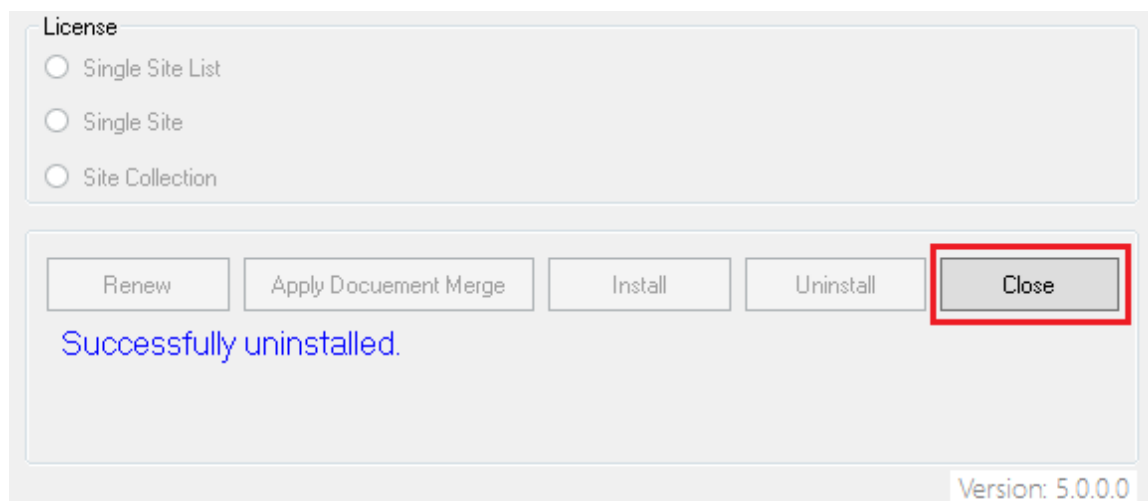 License
Single Site List
Single Site
Site Collection
Renew Apply Docuement Merge Install Uninstall Close
Successfully uninstalled.
Version: 5.0.0.0